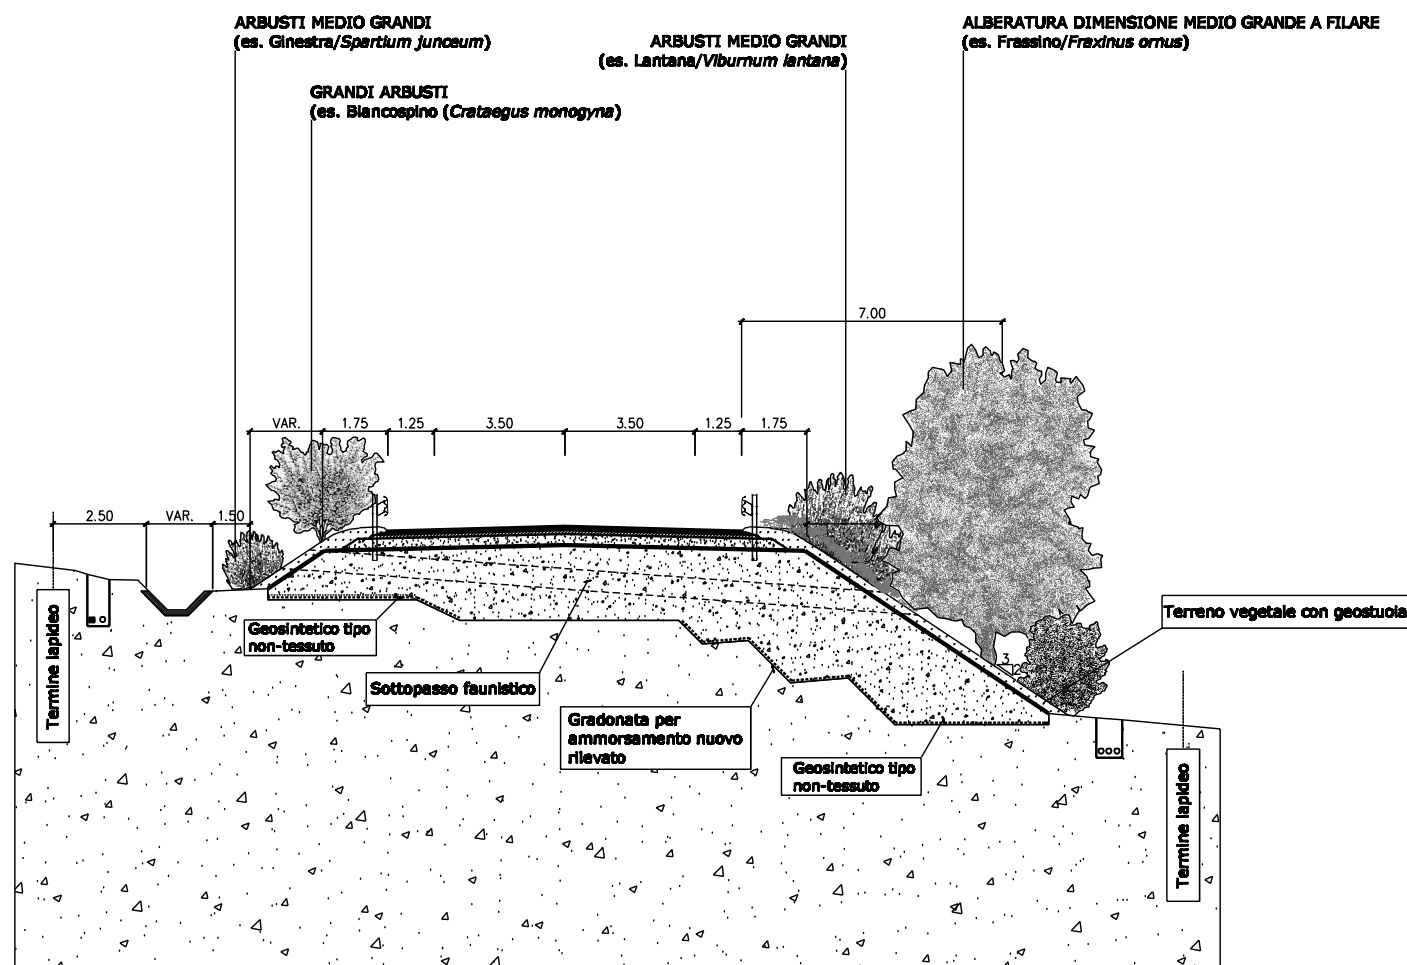 ARBUSTI MEDIO GRANDI
(es. Ginestra/Spartium junceum)
ARBUSTI MEDIO GRANDI
(es. Lantana/Viburnum lantana)
ALBERATURA DIMENSIONE MEDIO GRANDE A FILARE
(es. Frassino/Fraxinus ornus)
GRANDI ARBUSTI
(es. Biancospino (Crataegus monogyna)
7.00
VAR.
1.75
1.25
3.50
3.50
1.25
1.75
2.50
VAR.
1.50
Termine lapideo
Geosintetico tipo
non-tessuto
Sottopasso faunistico
Gradonata per
ammorsamento nuovo
rilevato
Geosintetico tipo
non-tessuto
3
2
Terreno vegetale con geostuoia
Termine lapideo